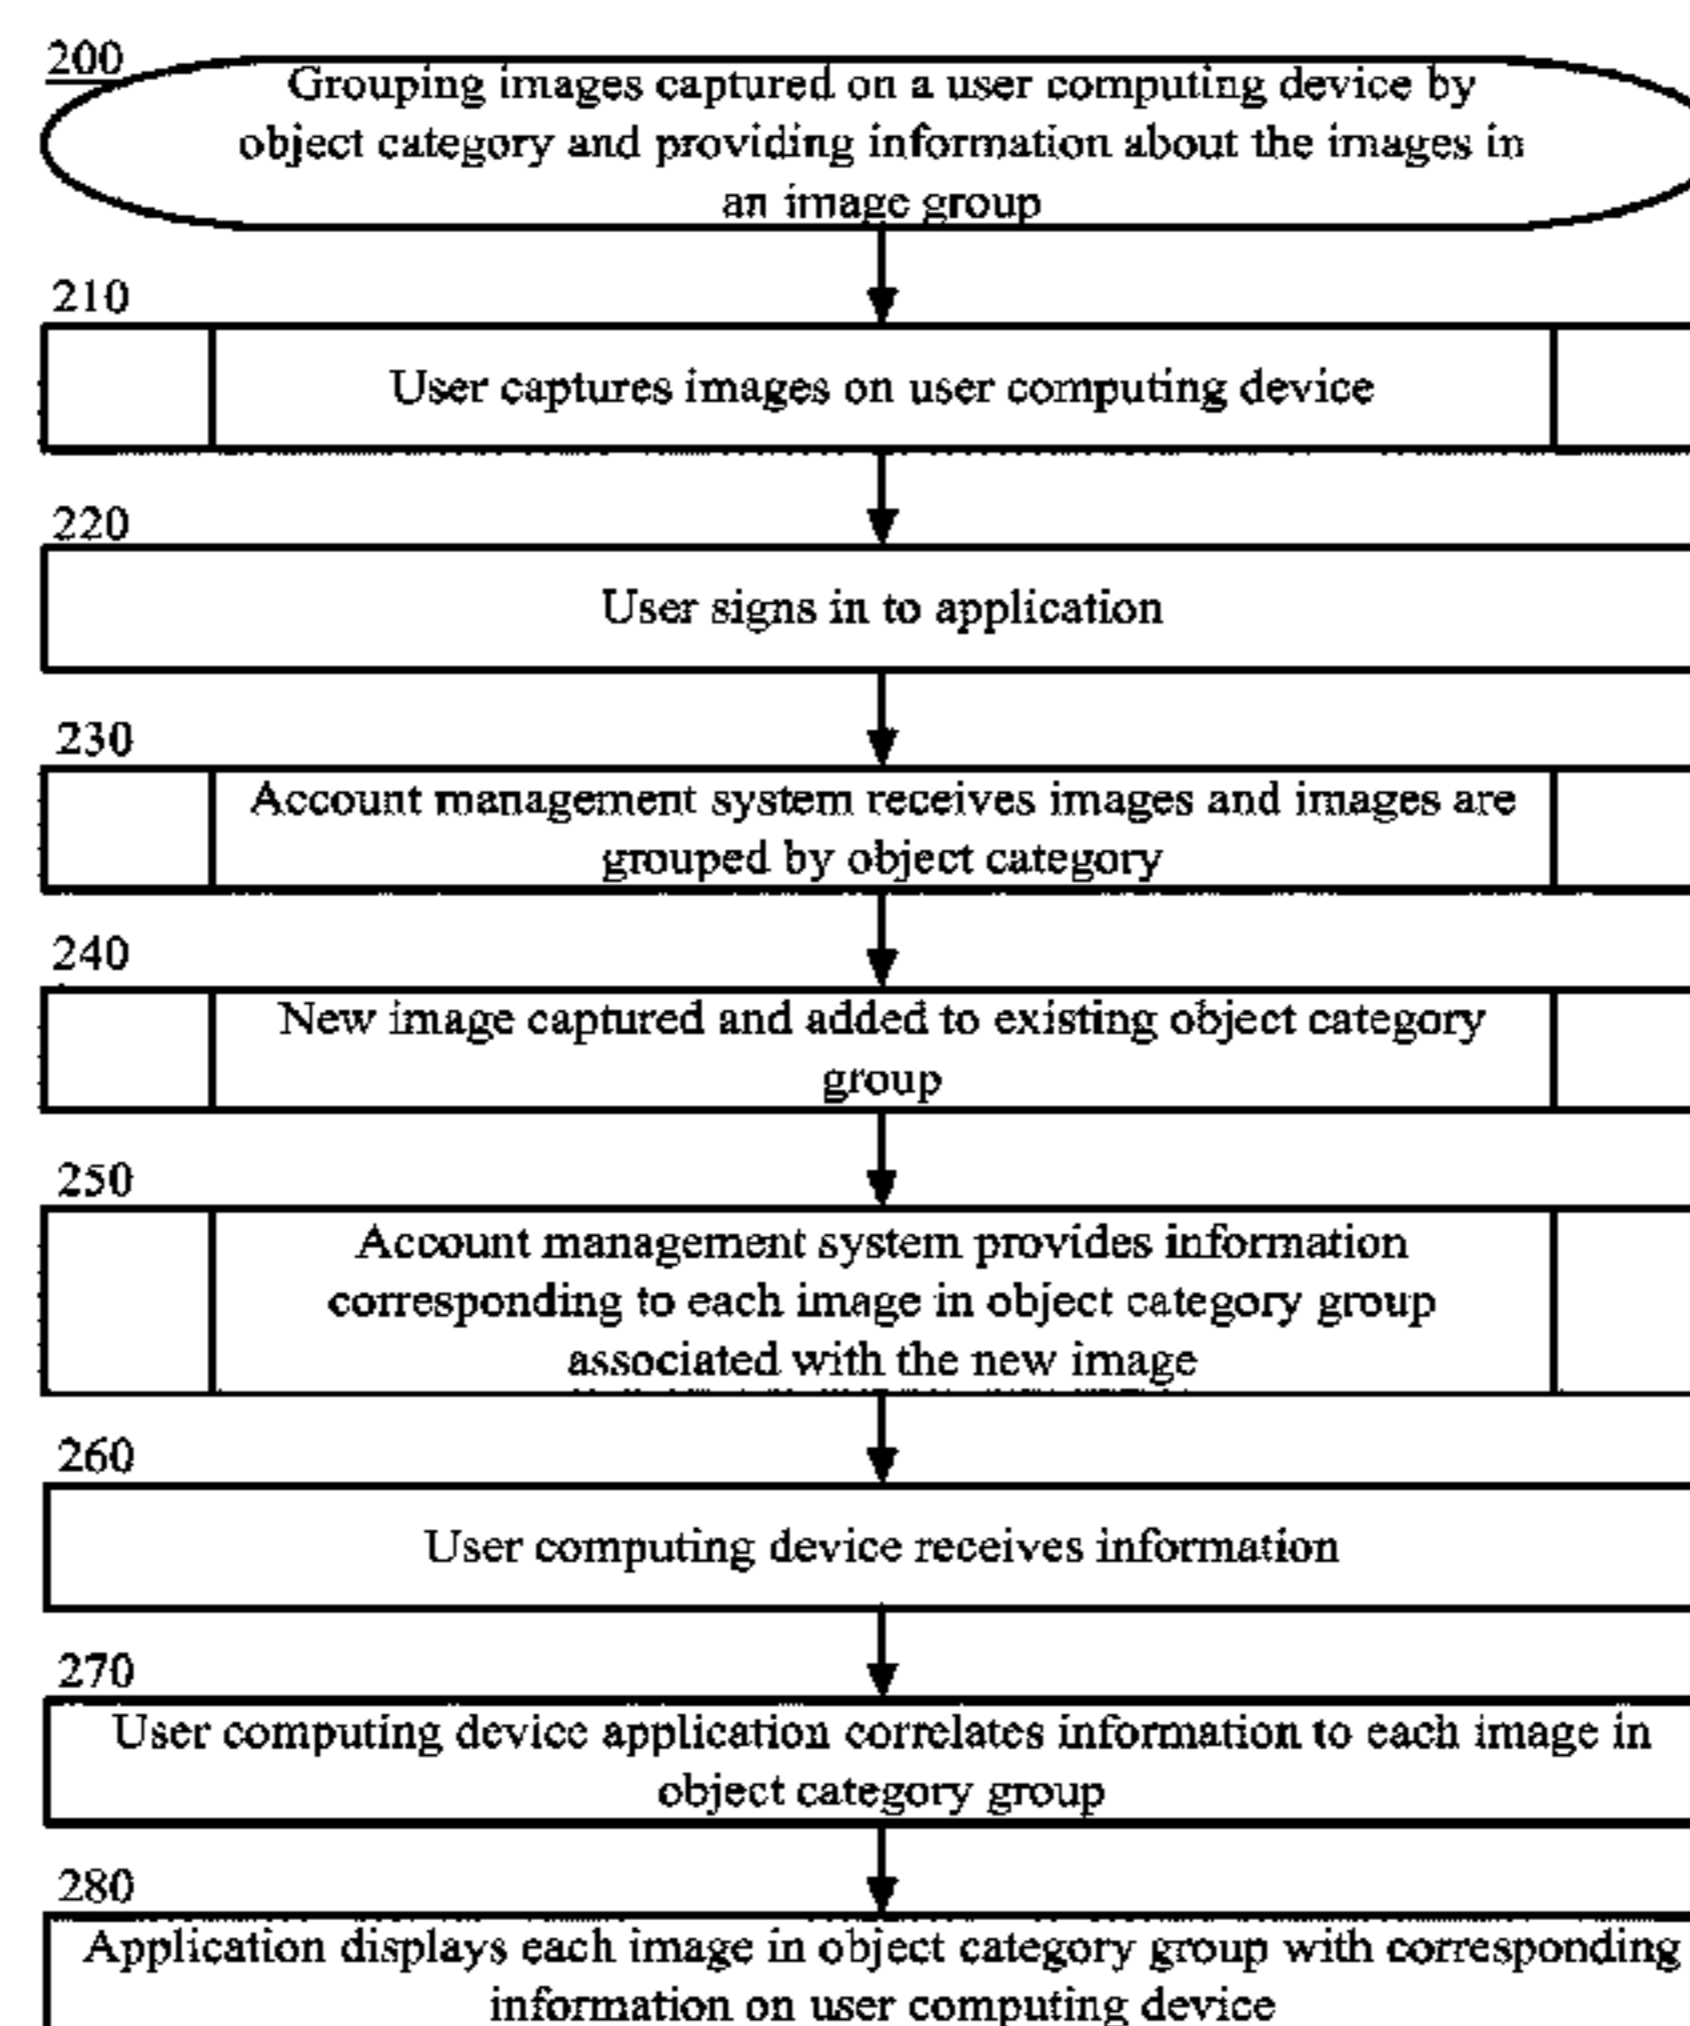 200
Grouping images captured on a user computing device by
object category and providing information about the images in
an image group
210
User captures images on user computing device
220
User signs in to application
230
Account management system receives images and images are
grouped by object category
240
New image captured and added to existing object category
group
250
Account management system provides information
corresponding to each image in object category group
associated with the new image
260
User computing device receives information
270
User computing device application correlates information to each image in
object category group
280
Application displays each image in object category group with corresponding
information on user computing device